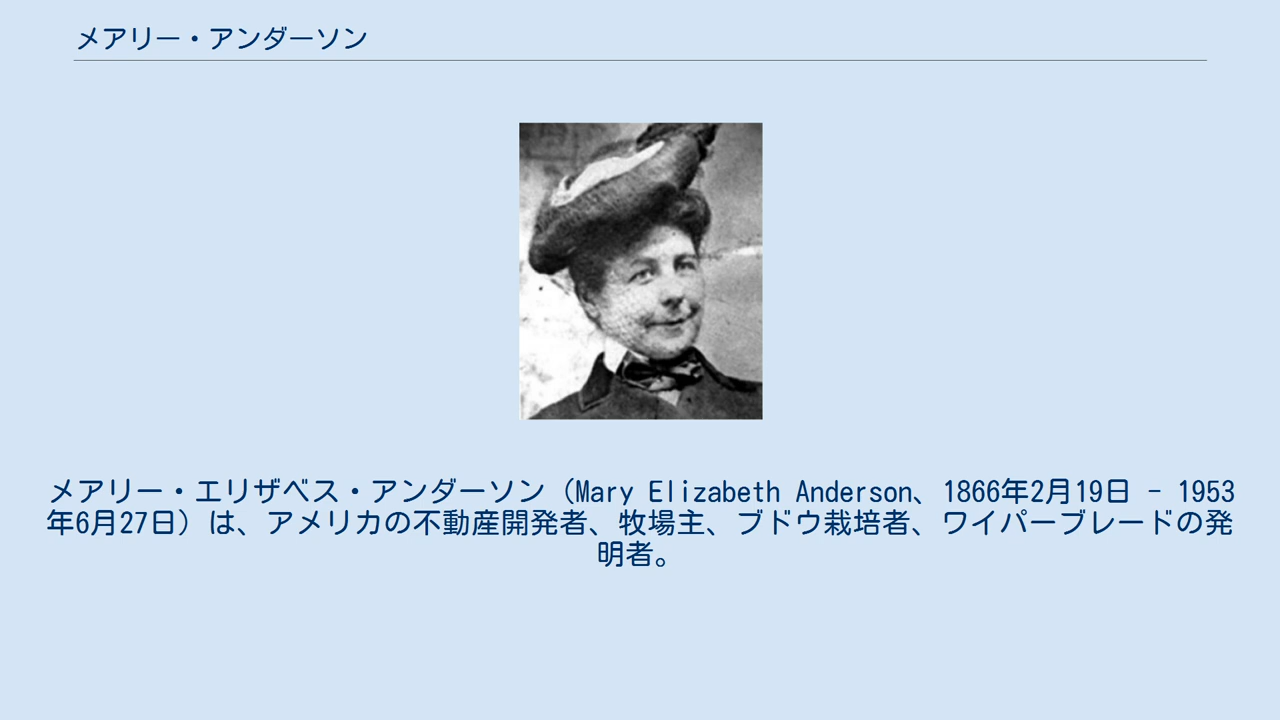 メアリー・アンダーソン
メアリー・エリザベス・アンダーソン（Mary Elizabeth Anderson、1866年2月19日 - 1953
年6月27日）は、アメリカの不動産開発者、牧場主、ブドウ栽培者、ワイパーブレードの発
明者。